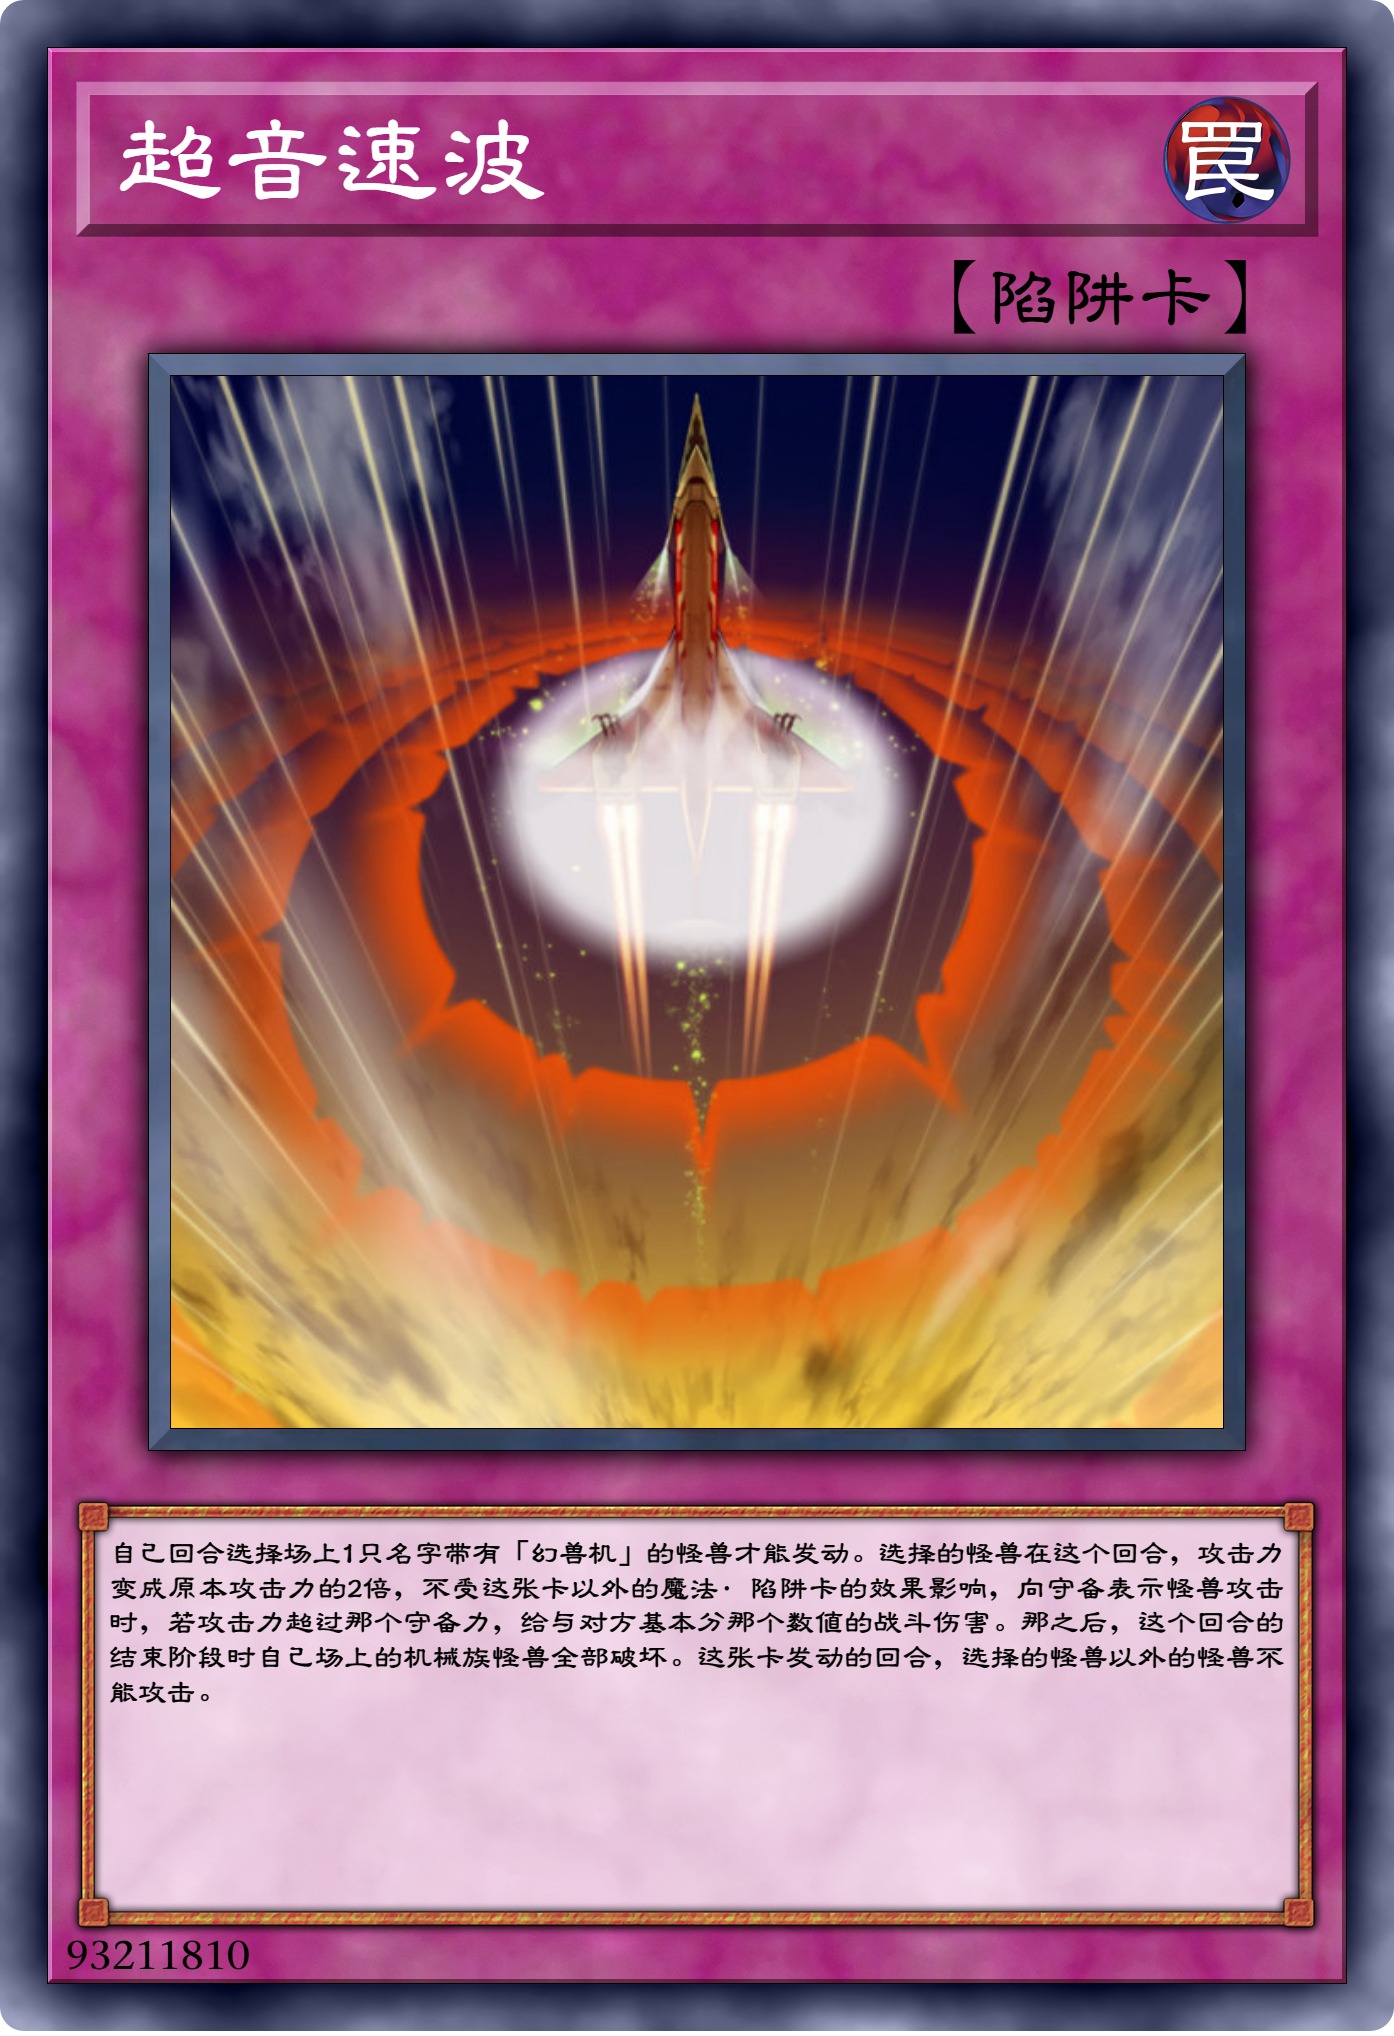 超音速波
罠
【陷阱卡】
自己回合选择场上1只名字带有「幻兽机」的怪兽才能发动。选择的怪兽在这个回合，攻击力
变成原本攻击力的2倍，不受这张卡以外的魔法·陷阱卡的效果影响，向守备表示怪兽攻击
时，若攻击力超过那个守备力，给与对方基本分那个数值的战斗伤害。那之后，这个回合的
结束阶段时自己场上的机械族怪兽全部破坏。这张卡发动的回合，选择的怪兽以外的怪兽不
能攻击。
93211810